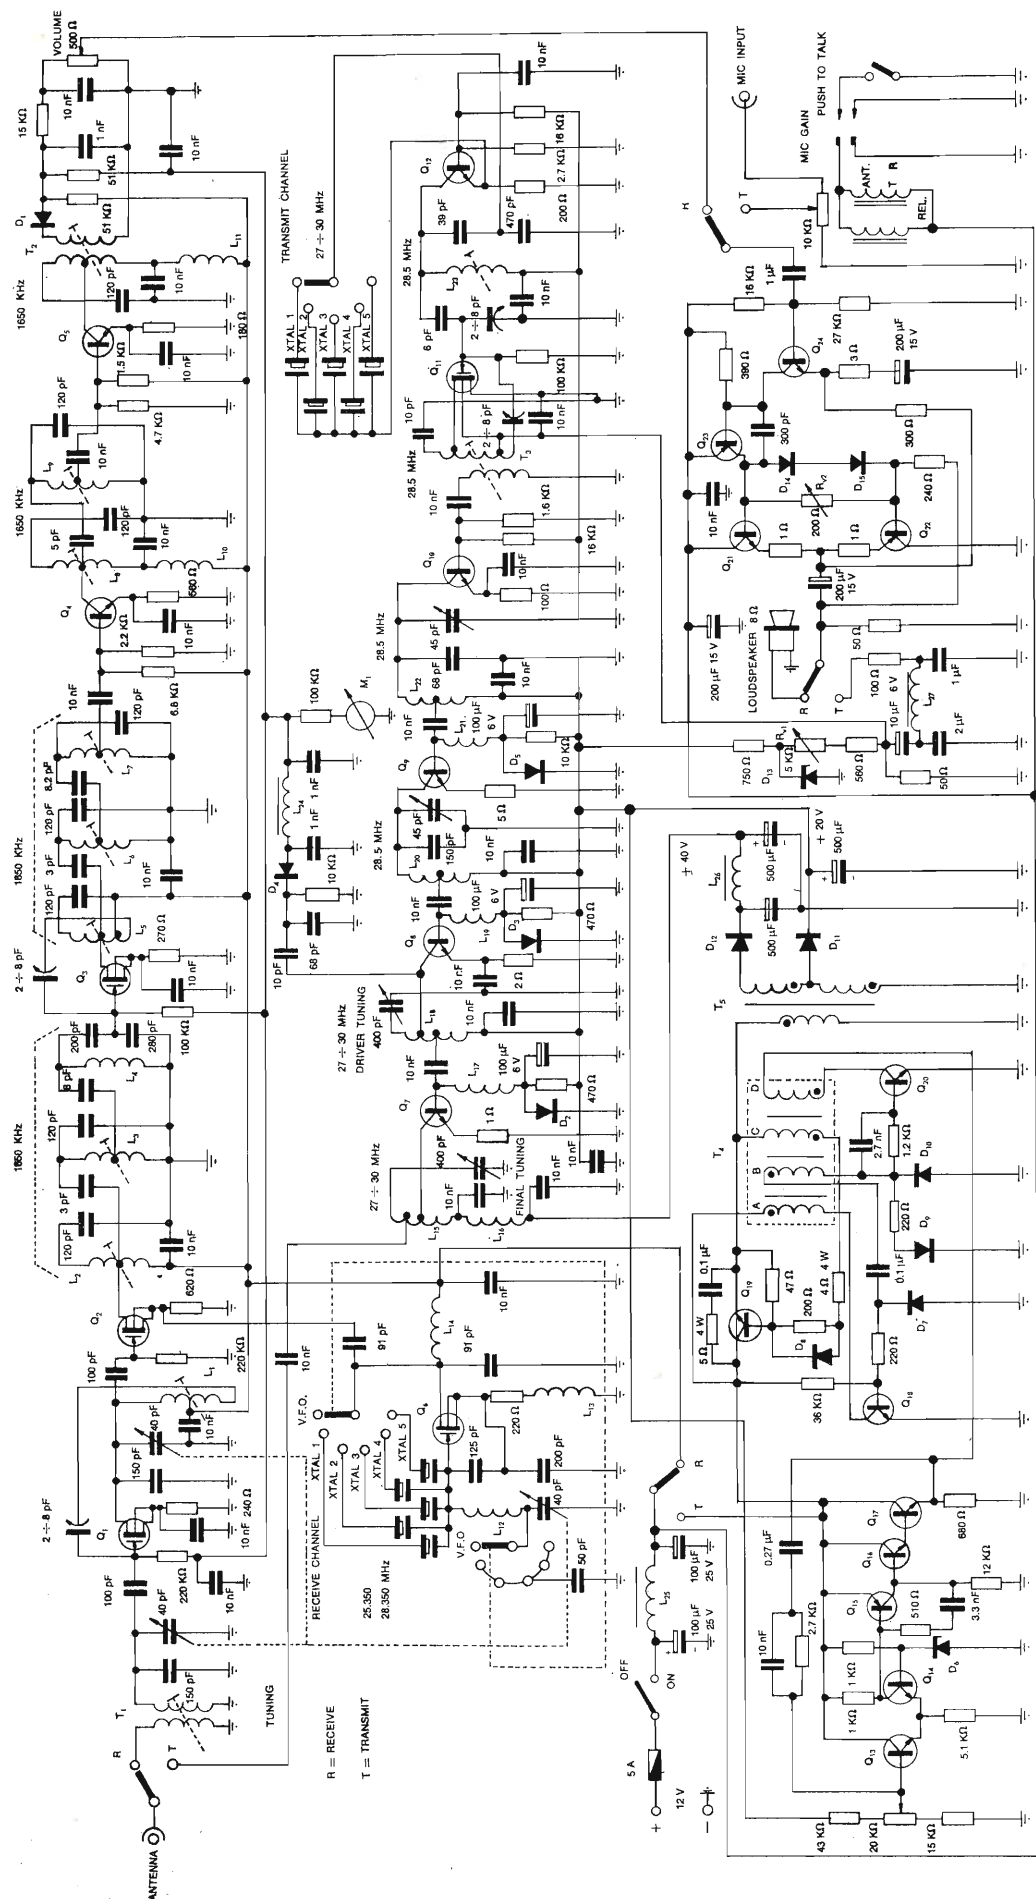 ANTENNA
R
T
T₁
150 pF
40 pF
TUNING
100 pF
220 KΩ
10 nF
2 ÷ 8 pF
Q₁
10 nF
240 Ω
150 pF
40 pF
10 nF
L₁
100 pF
220 KΩ
Q₂
620 Ω
L₂
120 pF
10 nF
3 pF
1650 KHz
L₃
120 pF
8 pF
L₄
200 pF
280 pF
100 KΩ
2 ÷ 8 pF
Q₃
10 nF
270 Ω
L₅
120 pF
3 pF
10 nF
L₆
120 pF
8.2 pF
1650 KHz
L₇
120 pF
10 nF
6.8 KΩ
2.2 KΩ
Q₄
10 nF
560 Ω
L₈
5 pF
120 pF
10 nF
L₁₀
1650 KHz
L₉
10 nF
120 pF
4.7 KΩ
1.5 KΩ
Q₅
10 nF
180 Ω
1650 KHz
120 pF
10 nF
L₁₁
T₂
D₁
51 KΩ
51 KΩ
15 KΩ
1 nF
10 nF
10 nF
VOLUME
500 Ω
R = RECEIVE
T = TRANSMIT
RECEIVE CHANNEL
25.350
28.350 MHz
XTAL 1
XTAL 2
XTAL 3
XTAL 4
XTAL 5
V.F.O.
V.F.O
L₁₂
40 pF
50 pF
125 pF
200 pF
Q₆
220 Ω
L₁₃
91 pF
L₁₄
91 pF
10 nF
10 nF
27 ÷ 30 MHz
L₁₅
L₁₆
10 nF
400 pF
FINAL TUNING
10 nF
10 nF
Q₇
1 Ω
D₂
470 Ω
L₁₇
100 µF
6 V
10 nF
27 ÷ 30 MHz
DRIVER TUNING
400 pF
L₁₈
10 nF
10 nF
2 Ω
Q₈
D₃
470 Ω
L₁₉
100 µF
6 V
10 nF
10 nF
28.5 MHz
L₂₀
150 pF
45 pF
5 Ω
Q₉
D₅
10 KΩ
L₂₁
100 µF
6 V
10 nF
10 nF
28.5 MHz
L₂₂
68 pF
45 pF
100 Ω
10 nF
Q₁₀
16 KΩ
1.6 KΩ
10 nF
10 pF
68 pF
10 KΩ
D₄
1 nF
L₂₄
1 nF
100 KΩ
M₁
28.5 MHz
T₃
10 pF
2 ÷ 8 pF
10 nF
100 KΩ
Q₁₁
6 pF
2 ÷ 8 pF
10 nF
28.5 MHz
L₂₃
39 pF
470 pF
200 Ω
Q₁₂
2.7 KΩ
16 KΩ
10 nF
XTAL 1
XTAL 2
XTAL 3
XTAL 4
XTAL 5
TRANSMIT CHANNEL
27 ÷ 30 MHz
+
12 V
−
5 A
OFF
ON
100 µF
25 V
L₂₅
100 µF
25 V
T
R
43 KΩ
20 KΩ
15 KΩ
Q₁₃
5.1 KΩ
10 nF
2.7 KΩ
1 KΩ
Q₁₄
1 KΩ
D₆
0.27 µF
Q₁₅
510 Ω
3.3 nF
12 KΩ
Q₁₆
Q₁₇
680 Ω
Q₁₈
36 KΩ
220 Ω
D₇
5 Ω 4 W
0.1 µF
Q₁₉
D₈
200 Ω
47 Ω
4 Ω 4 W
0.1 µF
D₉
220 Ω
D₁₀
1.2 KΩ
2.7 nF
Q₂₀
T₄
A
B
C
D
T₅
D₁₂
D₁₁
500 µF
L₂₆
500 µF
± 40 V
+ 20 V
500 µF
750 Ω
D₁₃
RV1
5 KΩ
560 Ω
50 Ω
10 µF
6 V
2 µF
L₂₇
1 µF
100 Ω
50 Ω
R
T
LOUDSPEAKER 8 Ω
200 µF 15 V
200 µF
15 V
10 nF
Q₂₁
1 Ω
1 Ω
Q₂₂
200 Ω
RV2
D₁₄
D₁₅
240 Ω
Q₂₃
300 pF
390 Ω
300 Ω
Q₂₄
3 Ω
200 µF
15 V
27 KΩ
16 KΩ
1 µF
R
T
10 KΩ
MIC GAIN
MIC INPUT
REL.
ANT.
T R
PUSH TO TALK